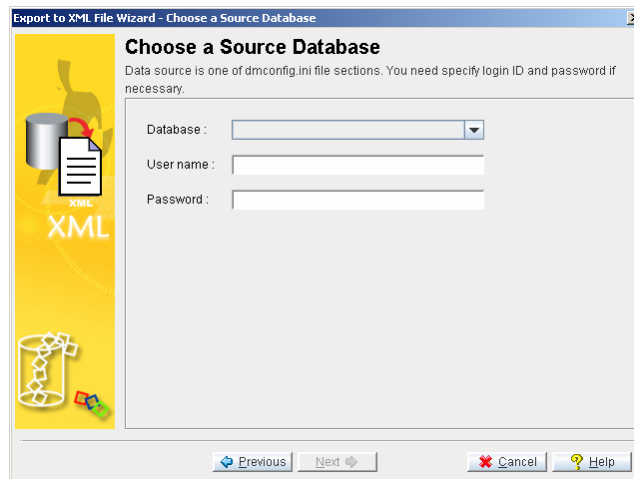 Export to XML File Wizard - Choose a Source Database
Choose a Source Database
Data source is one of dmconfig.ini file sections. You need specify login ID and password if
necessary.
Database :
User name :
Password :
XML
XML
Previous
Next
Cancel
Help